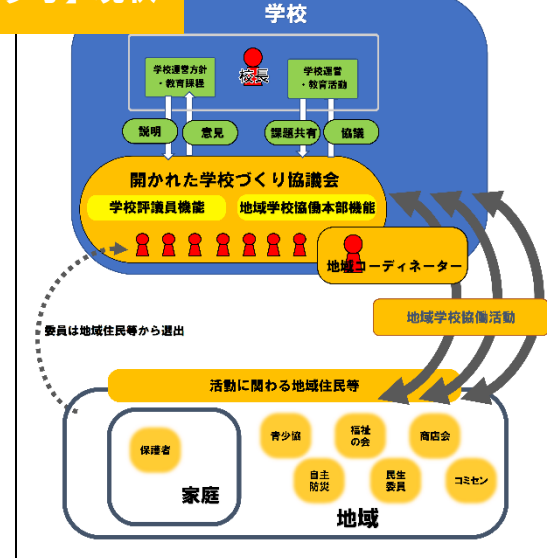 学校
学校運営方針
・教育課程
校長
学校運営
・教育活動
説明
意見
課題共有
協議
開かれた学校づくり協議会
学校評議員機能
地域学校協働本部機能
地域コーディネーター
地域学校協働活動
委員は地域住民等から選出
活動に関わる地域住民等
保護者
家庭
青少協
福祉
の会
商店会
自主
防災
民生
委員
コミセン
地域